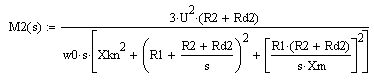 M2(s) := 3·U²·(R2 + Rd2) / (w0·s·[Xkn² + (R1 + (R2 + Rd2)/s)² + [R1·(R2 + Rd2)/(s·Xm)]²])